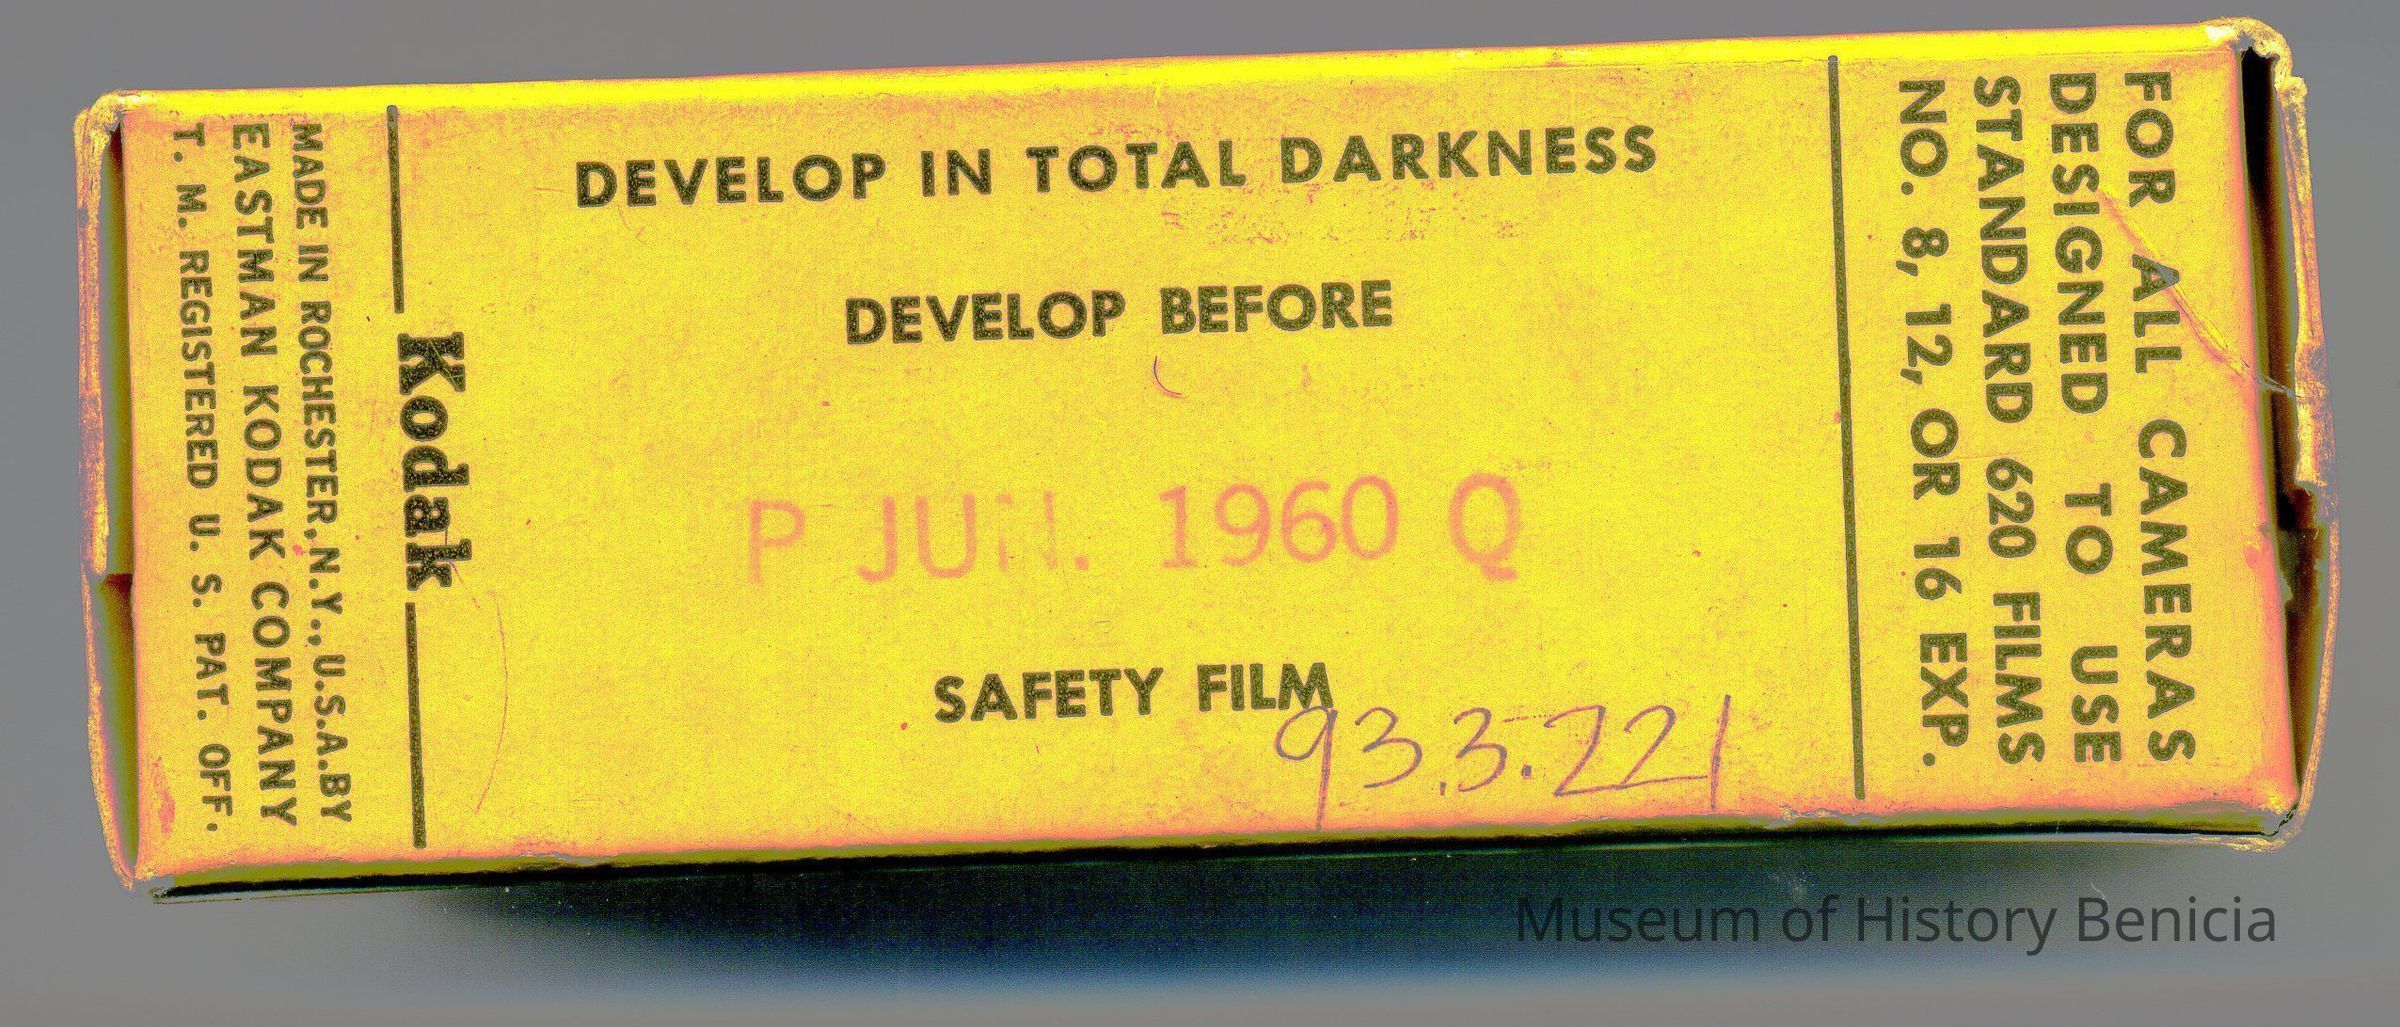 DEVELOP IN TOTAL DARKNESS
DEVELOP BEFORE
P JUN. 1960 Q
SAFETY FILM
93.3.221
Kodak
MADE IN ROCHESTER, N.Y., U.S.A. BY
EASTMAN KODAK COMPANY
T. M. REGISTERED U. S. PAT. OFF.
FOR ALL CAMERAS
DESIGNED TO USE
STANDARD 620 FILMS
NO. 8, 12, OR 16 EXP.
Museum of History Benicia